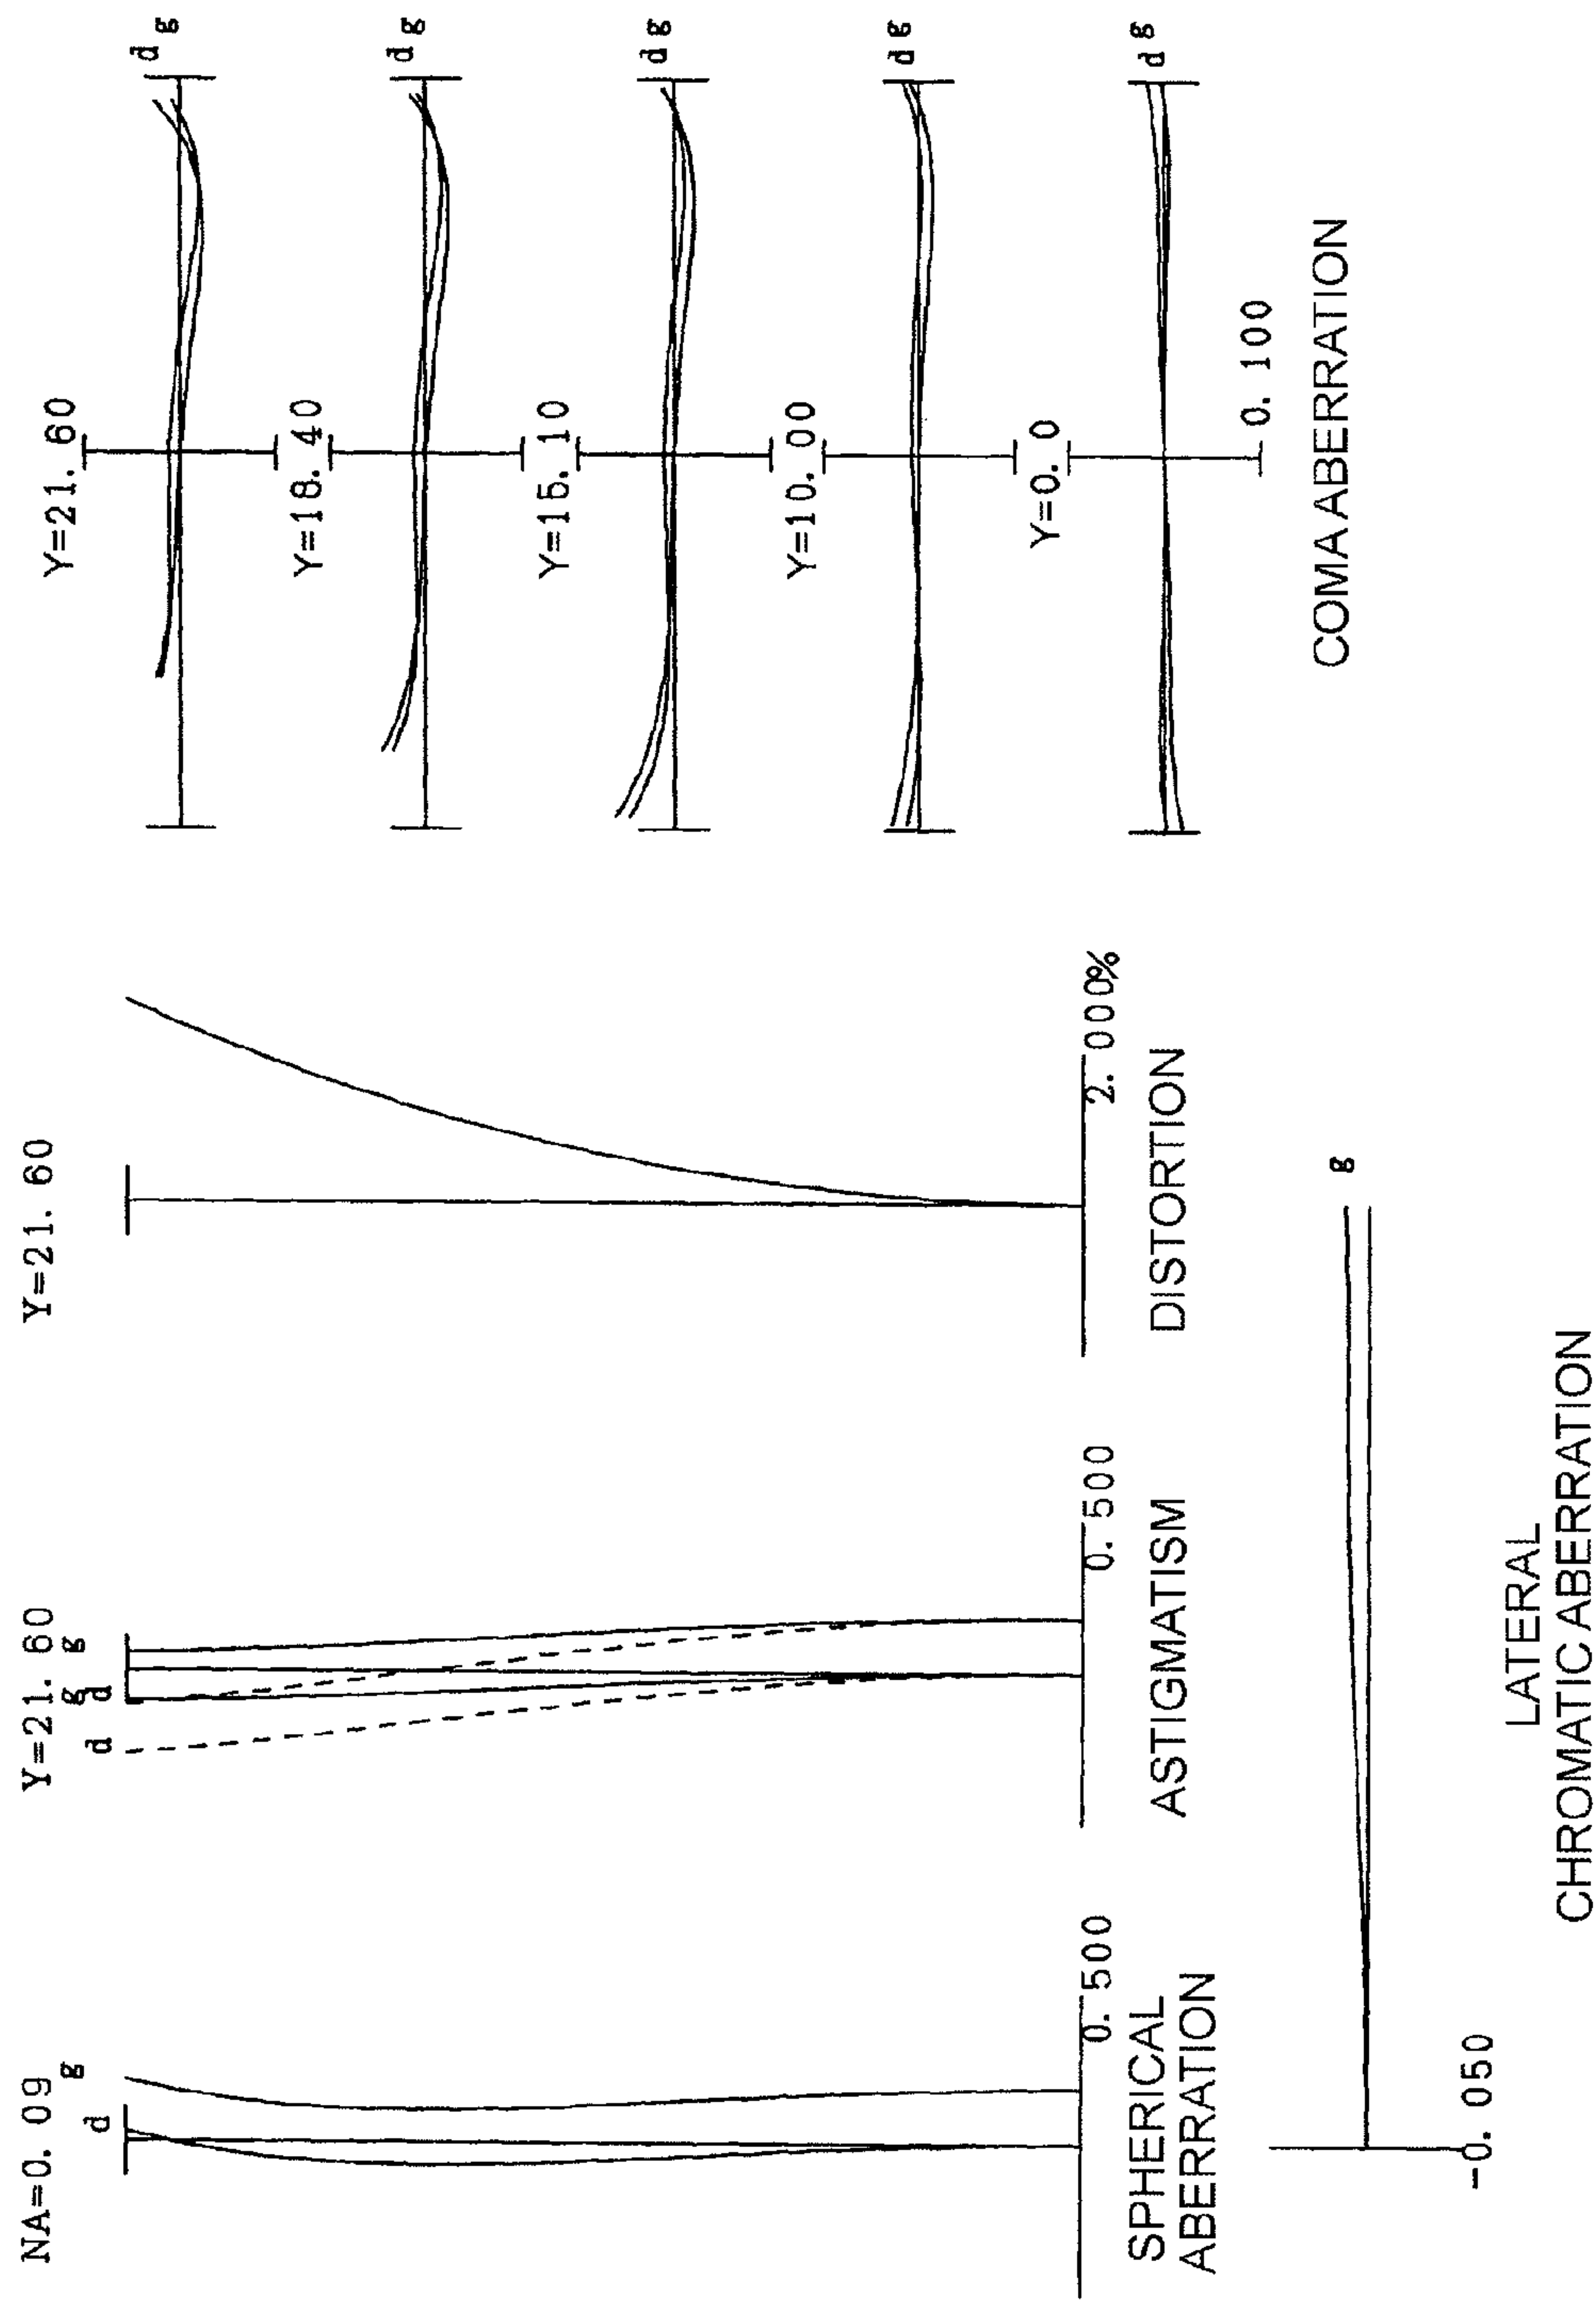 NA=0.09
d g
0.500
SPHERICAL
ABERRATION
Y=21.60
d
g
d
g
0.500
ASTIGMATISM
Y=21.60
2.000%
DISTORTION
Y=21.60
d g
Y=18.40
d g
Y=15.10
d g
Y=10.00
d g
Y=0.0
d g
0.100
COMA ABERRATION
g
-0.050
LATERAL
CHROMATIC ABERRATION